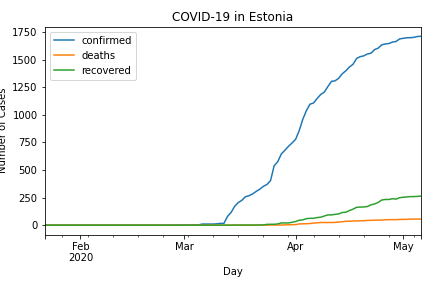 COVID-19 in Estonia
confirmed
deaths
recovered
1750
1500
1250
1000
750
500
250
0
Number of Cases
Feb
2020
Mar
Apr
May
Day